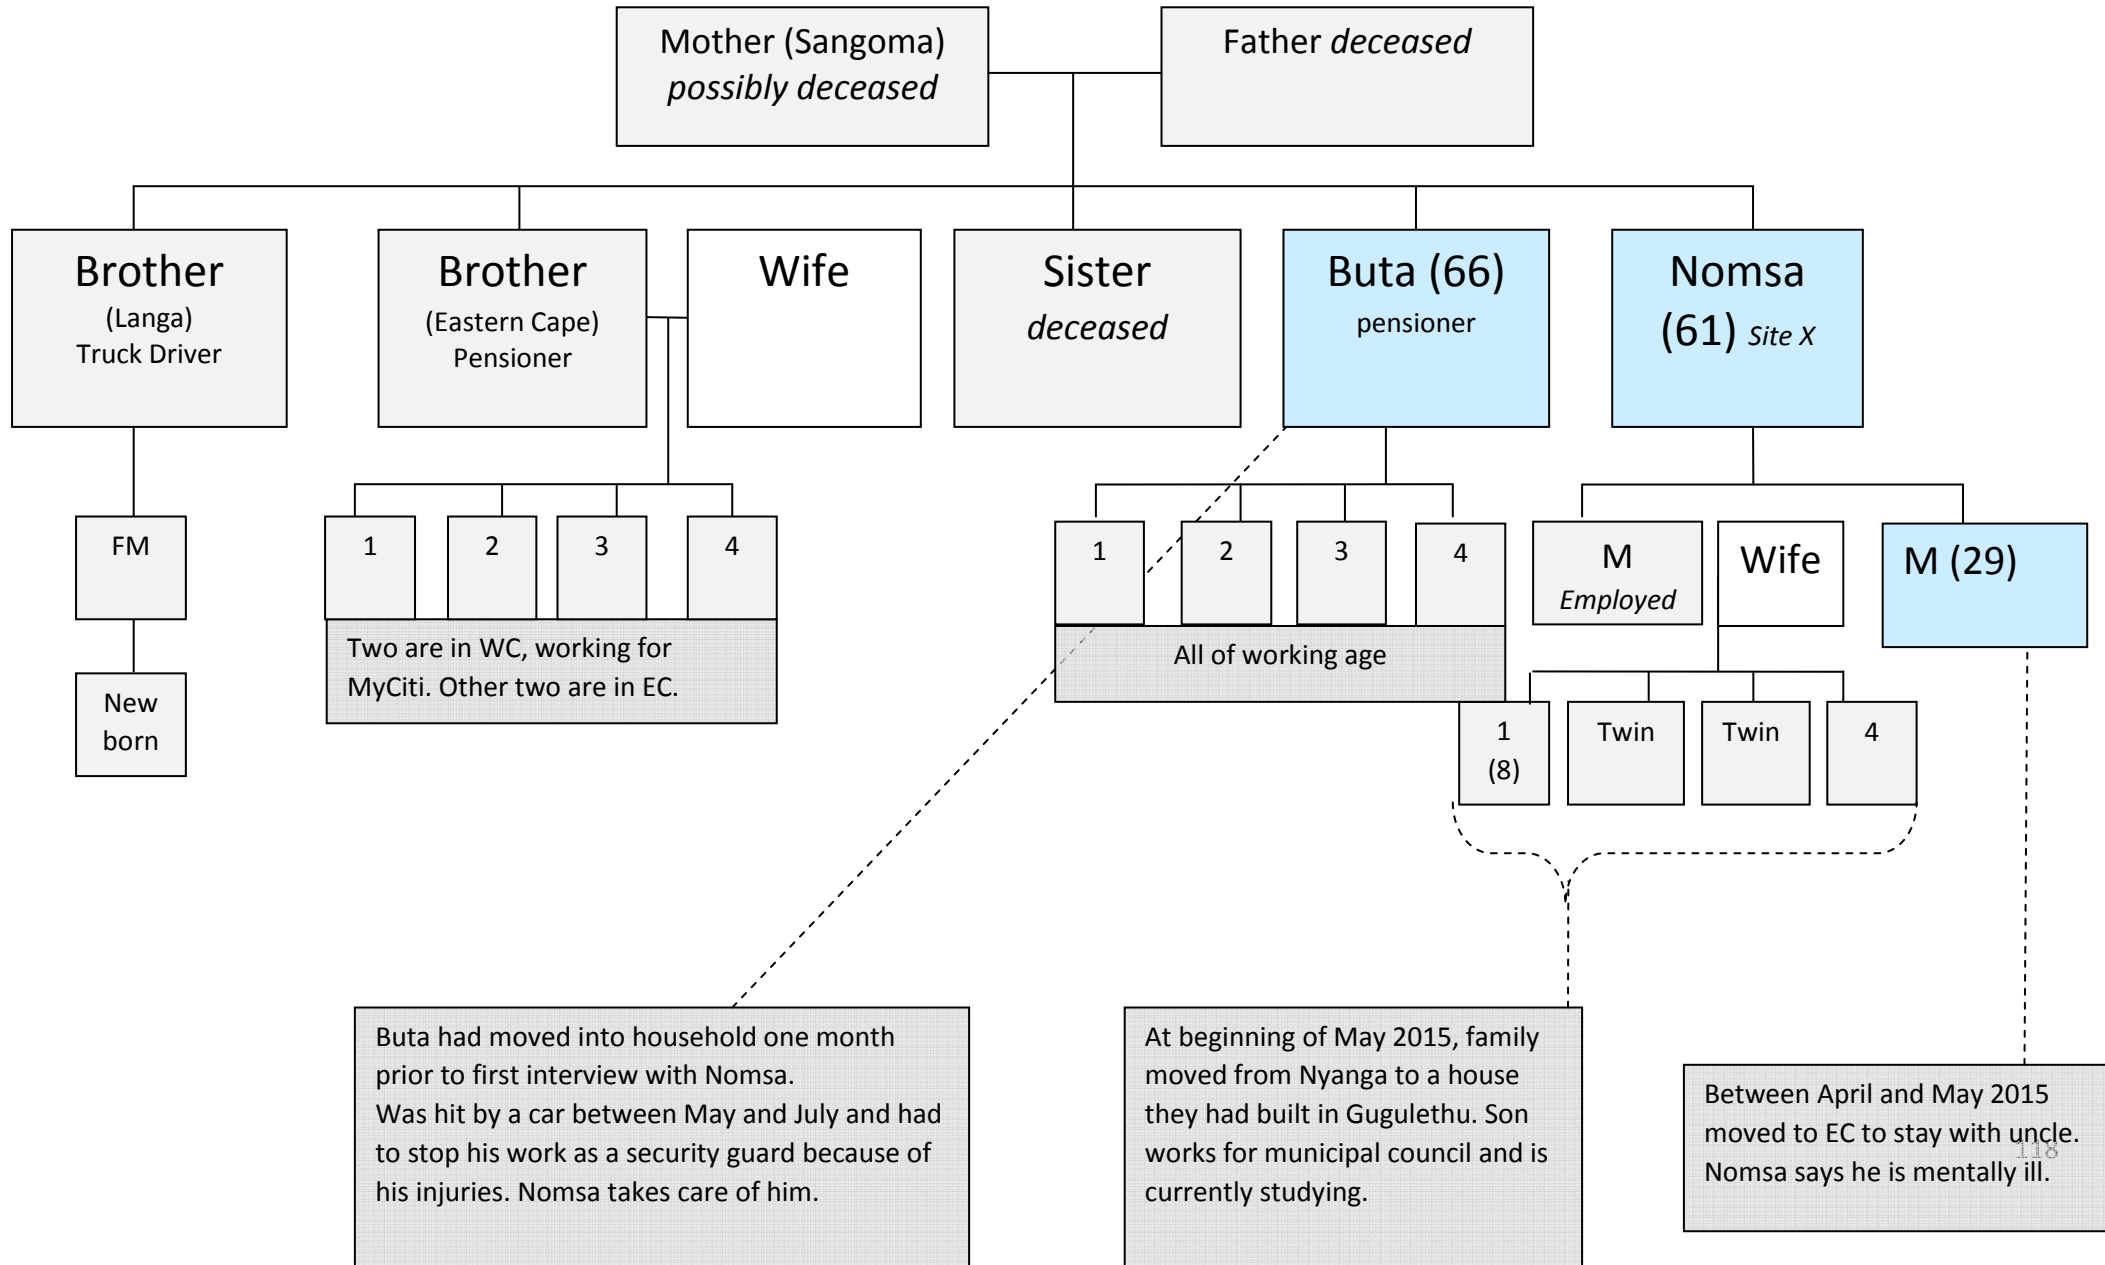 Mother (Sangoma)
possibly deceased
Father deceased
Brother
(Langa)
Truck Driver
Brother
(Eastern Cape)
Pensioner
Wife
Sister
deceased
Buta (66)
pensioner
Nomsa
(61) Site X
FM
1
2
3
4
1
2
3
4
M
Employed
Wife
M (29)
Two are in WC, working for
MyCiti. Other two are in EC.
All of working age
New
born
1
(8)
Twin
Twin
4
Buta had moved into household one month
prior to first interview with Nomsa.
Was hit by a car between May and July and had
to stop his work as a security guard because of
his injuries. Nomsa takes care of him.
At beginning of May 2015, family
moved from Nyanga to a house
they had built in Gugulethu. Son
works for municipal council and is
currently studying.
Between April and May 2015
moved to EC to stay with uncle.
Nomsa says he is mentally ill.
118